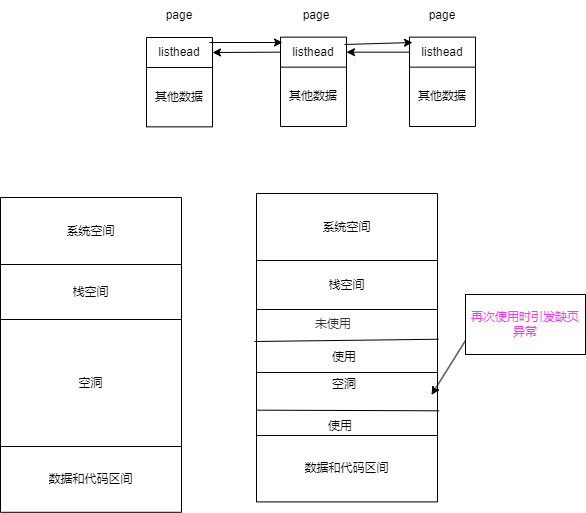 page
page
page
listhead
listhead
listhead
其他数据
其他数据
其他数据
系统空间
栈空间
空洞
数据和代码区间
系统空间
栈空间
未使用
使用
空洞
使用
数据和代码区间
再次使用时引发缺页
异常